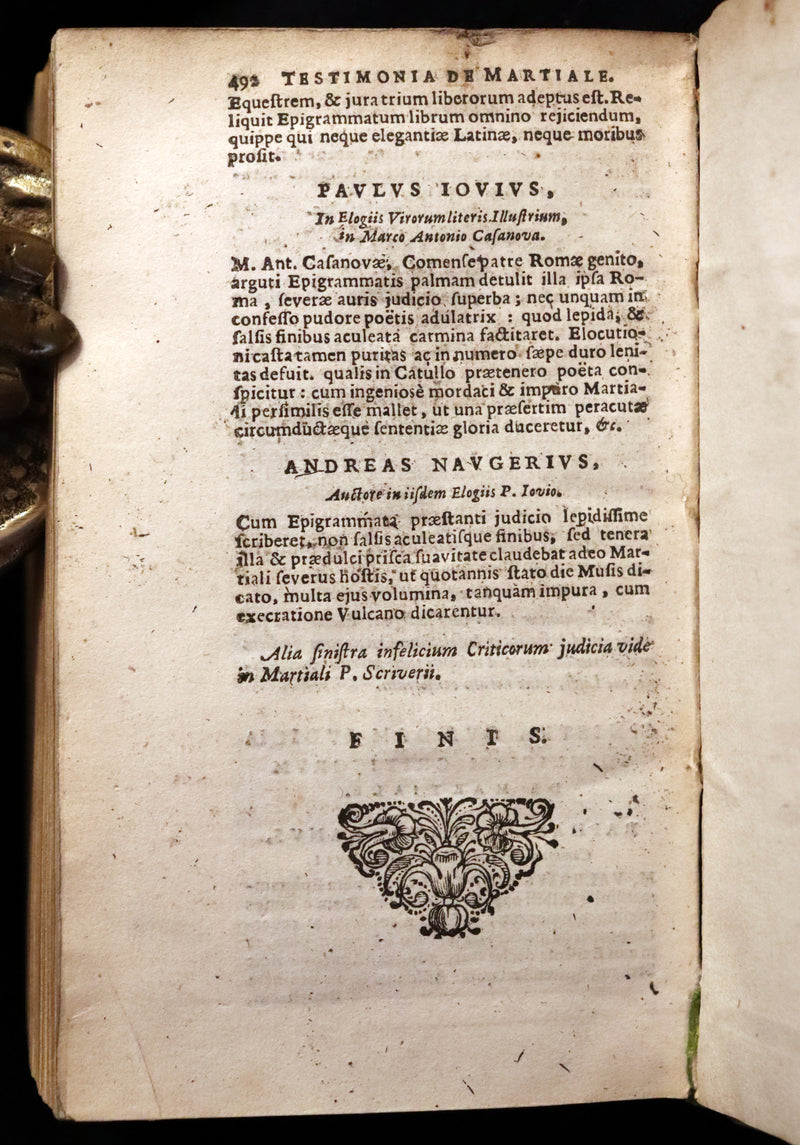 492 TESTIMONIA DE MARTIALE.
Equeſtrem, & jura trium liberorum adeptus eſt. Re-
liquit Epigrammatum librum omnino rejiciendum,
quippe qui neque elegantiæ Latinæ, neque moribus
proſit.
PAVLVS IOVIVS,
In Elogiis Virorum literis Illuſtrium,
in Marco Antonio Caſanova.
M. Ant. Caſanovæ, Comenſe patre Romæ genito,
arguti Epigrammatis palmam detulit illa ipſa Ro-
ma, ſeveræ auris judicio ſuperba; nec unquam in
confeſſo pudore poëtis adulatrix : quod lepida, &
falſis finibus aculeata carmina factitaret. Elocutio-
ni caſta tamen puritas ac in numero ſæpe duro leni-
tas defuit. qualis in Catullo prætenero poëta con-
ſpicitur : cum ingeniosè mordaci & impuro Martia-
li perſimilis eſſe mallet, ut una præſertim peracutæ
circumductæque ſententiæ gloria duceretur, &c.
ANDREAS NAVGERIVS,
Auctore in iiſdem Elogiis P. Iovio.
Cum Epigrammata præſtanti judicio lepidiſſime
ſcriberet, non falſis aculeatiſque finibus, ſed tenera
illa & prædulci priſca ſuavitate claudebat adeo Mar-
tiali ſeverus hoſtis, ut quotannis ſtato die Muſis di-
cato, multa ejus volumina, tanquam impura, cum
execratione Vulcano dicarentur.
Alia ſiniſtra infelicium Criticorum judicia vide
in Martiali P. Scriverii.
FINIS.